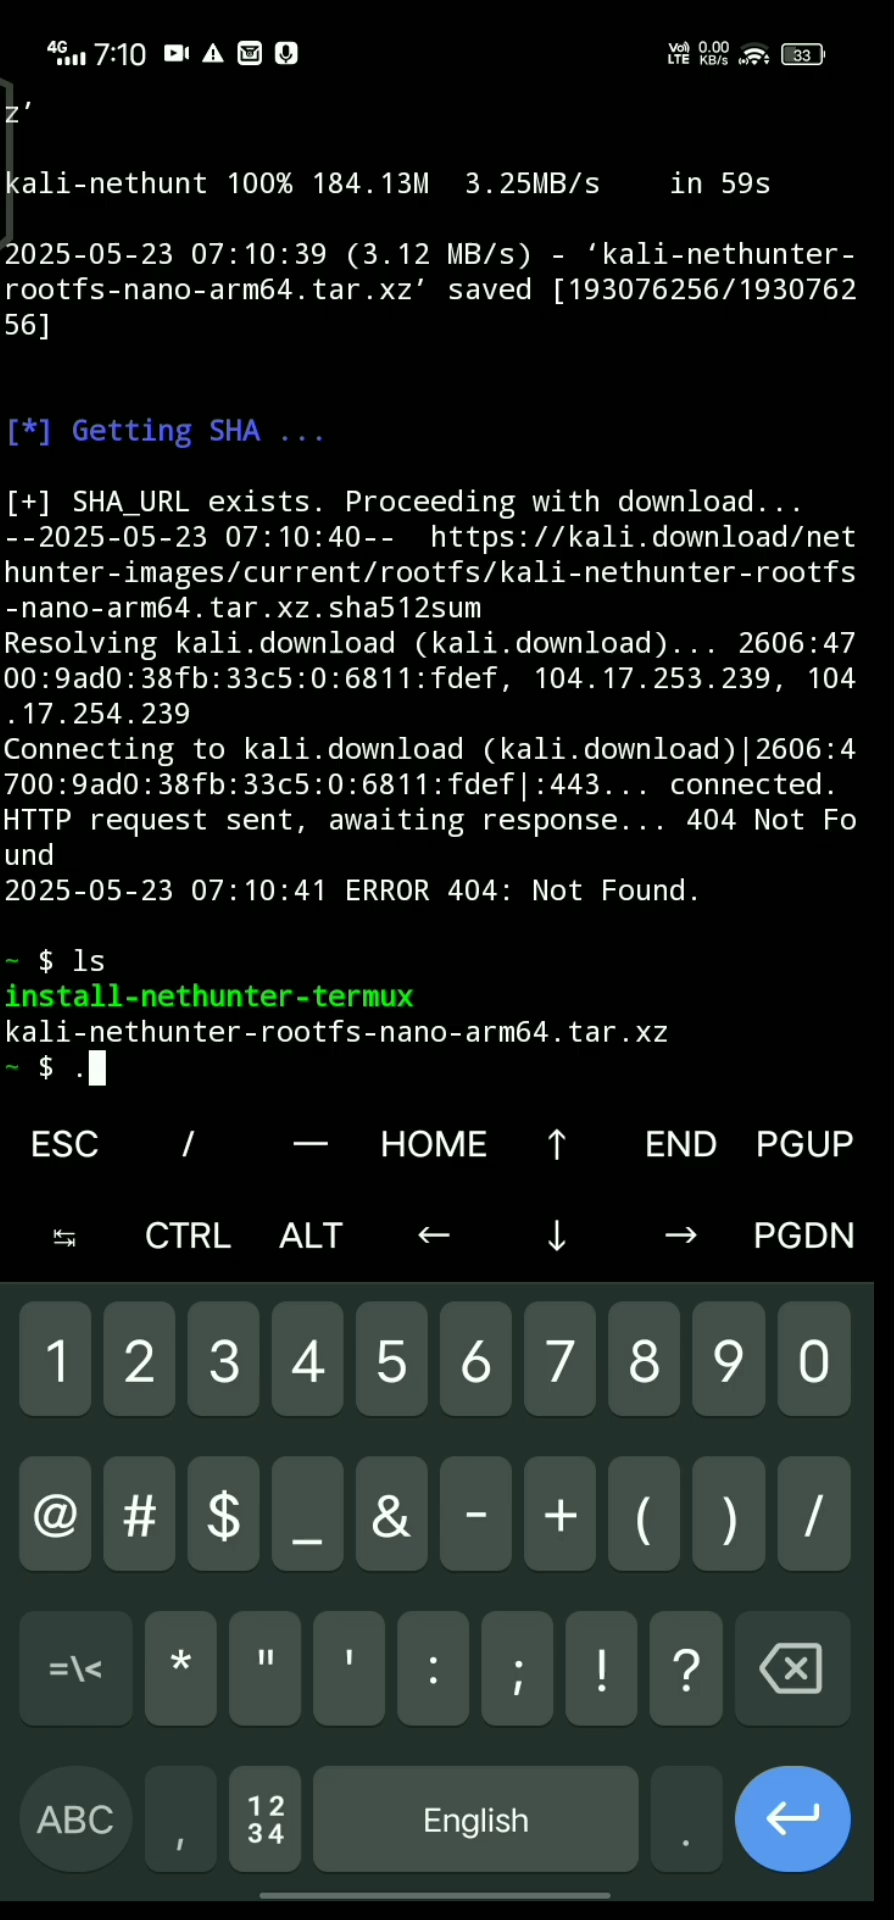 4G 7:10 Vo) LTE 0.00 KB/s 33
z’
kali-nethunt 100% 184.13M 3.25MB/s in 59s
2025-05-23 07:10:39 (3.12 MB/s) - ‘kali-nethunter-
rootfs-nano-arm64.tar.xz’ saved [193076256/1930762
56]
[*] Getting SHA ...
[+] SHA_URL exists. Proceeding with download...
--2025-05-23 07:10:40-- https://kali.download/net
hunter-images/current/rootfs/kali-nethunter-rootfs
-nano-arm64.tar.xz.sha512sum
Resolving kali.download (kali.download)... 2606:47
00:9ad0:38fb:33c5:0:6811:fdef, 104.17.253.239, 104
.17.254.239
Connecting to kali.download (kali.download)|2606:4
700:9ad0:38fb:33c5:0:6811:fdef|:443... connected.
HTTP request sent, awaiting response... 404 Not Fo
und
2025-05-23 07:10:41 ERROR 404: Not Found.
~ $ ls
install-nethunter-termux
kali-nethunter-rootfs-nano-arm64.tar.xz
~ $ .
ESC / — HOME ↑ END PGUP
↹ CTRL ALT ← ↓ → PGDN
1 2 3 4 5 6 7 8 9 0
@ # $ _ & - + ( ) /
=\< * " ' : ; ! ?
ABC , 12 34 English .